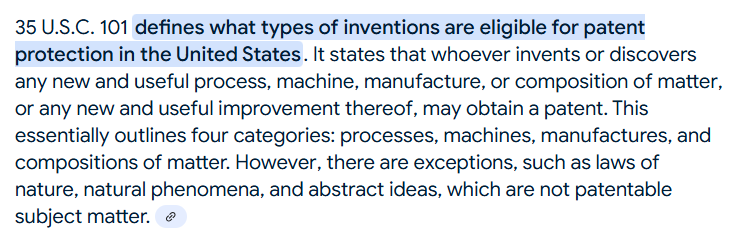 35 U.S.C. 101 defines what types of inventions are eligible for patent
protection in the United States. It states that whoever invents or discovers
any new and useful process, machine, manufacture, or composition of matter,
or any new and useful improvement thereof, may obtain a patent. This
essentially outlines four categories: processes, machines, manufactures, and
compositions of matter. However, there are exceptions, such as laws of
nature, natural phenomena, and abstract ideas, which are not patentable
subject matter.